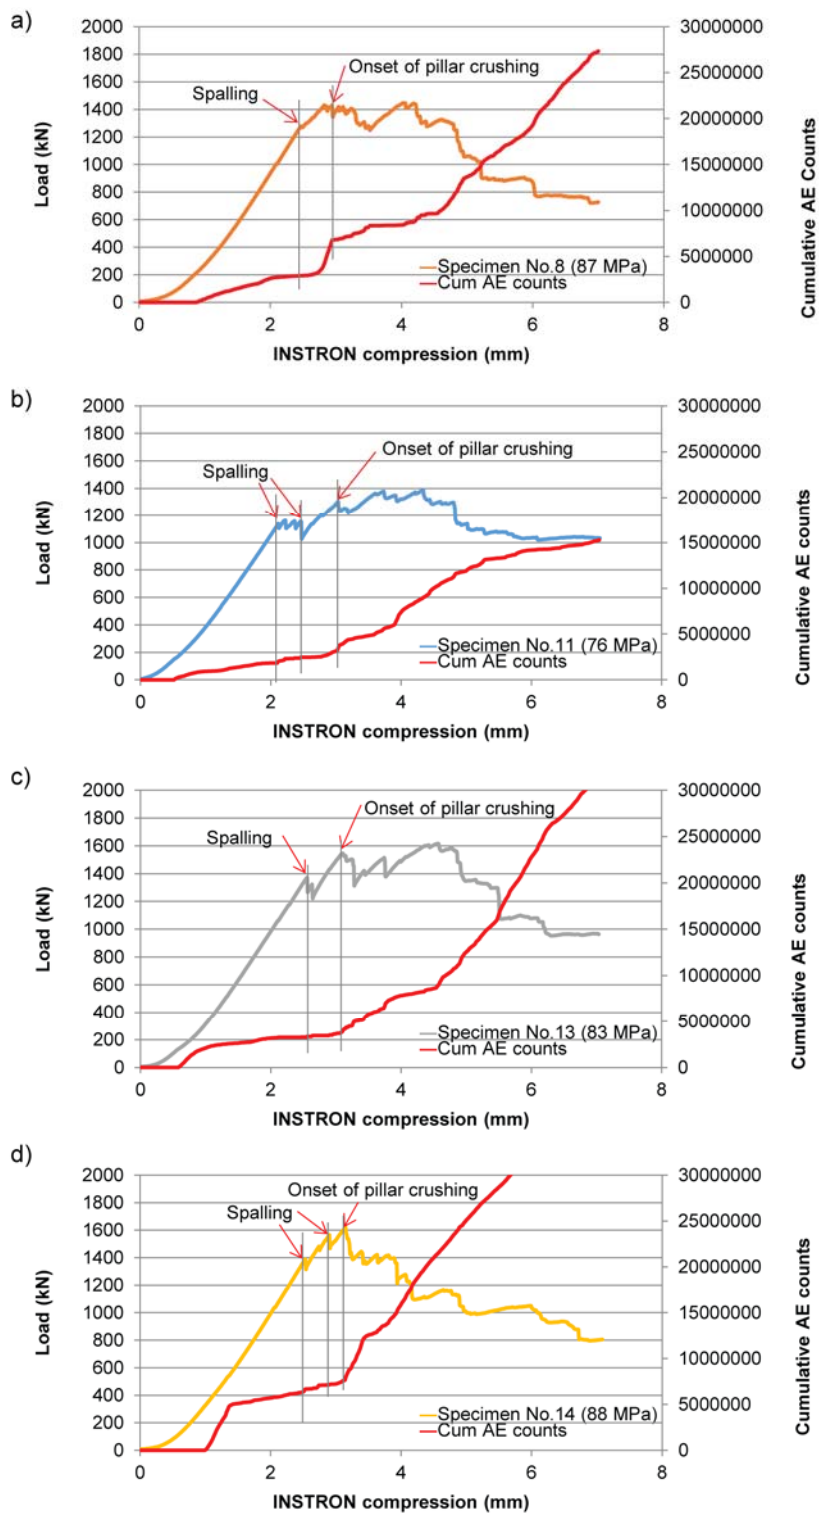 a)
2000
1800
1600
1400
1200
1000
800
600
400
200
0
Load (kN)
30000000
25000000
20000000
15000000
10000000
5000000
0
Cumulative AE Counts
Onset of pillar crushing
Spalling
Specimen No.8 (87 MPa)
Cum AE counts
0 2 4 6 8
INSTRON compression (mm)
b)
2000
1800
1600
1400
1200
1000
800
600
400
200
0
Load (kN)
30000000
25000000
20000000
15000000
10000000
5000000
0
Cumulative AE counts
Onset of pillar crushing
Spalling
Specimen No.11 (76 MPa)
Cum AE counts
0 2 4 6 8
INSTRON compression (mm)
c)
2000
1800
1600
1400
1200
1000
800
600
400
200
0
Load (kN)
30000000
25000000
20000000
15000000
10000000
5000000
0
Cumulative AE counts
Onset of pillar crushing
Spalling
Specimen No.13 (83 MPa)
Cum AE counts
0 2 4 6 8
INSTRON compression (mm)
d)
2000
1800
1600
1400
1200
1000
800
600
400
200
0
Load (kN)
30000000
25000000
20000000
15000000
10000000
5000000
0
Cumulative AE counts
Onset of pillar crushing
Spalling
Specimen No.14 (88 MPa)
Cum AE counts
0 2 4 6 8
INSTRON compression (mm)